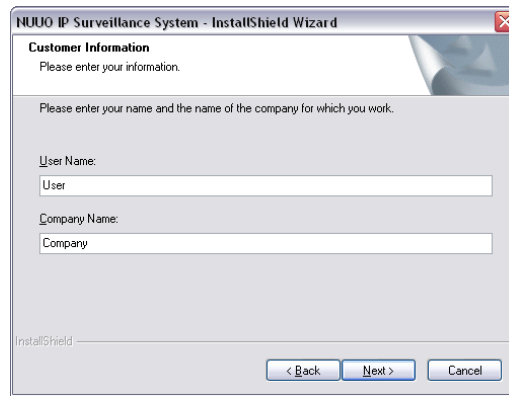 NUUO IP Surveillance System - InstallShield Wizard
Customer Information
Please enter your information.
Please enter your name and the name of the company for which you work.
User Name:
User
Company Name:
Company
InstallShield
< Back Next > Cancel